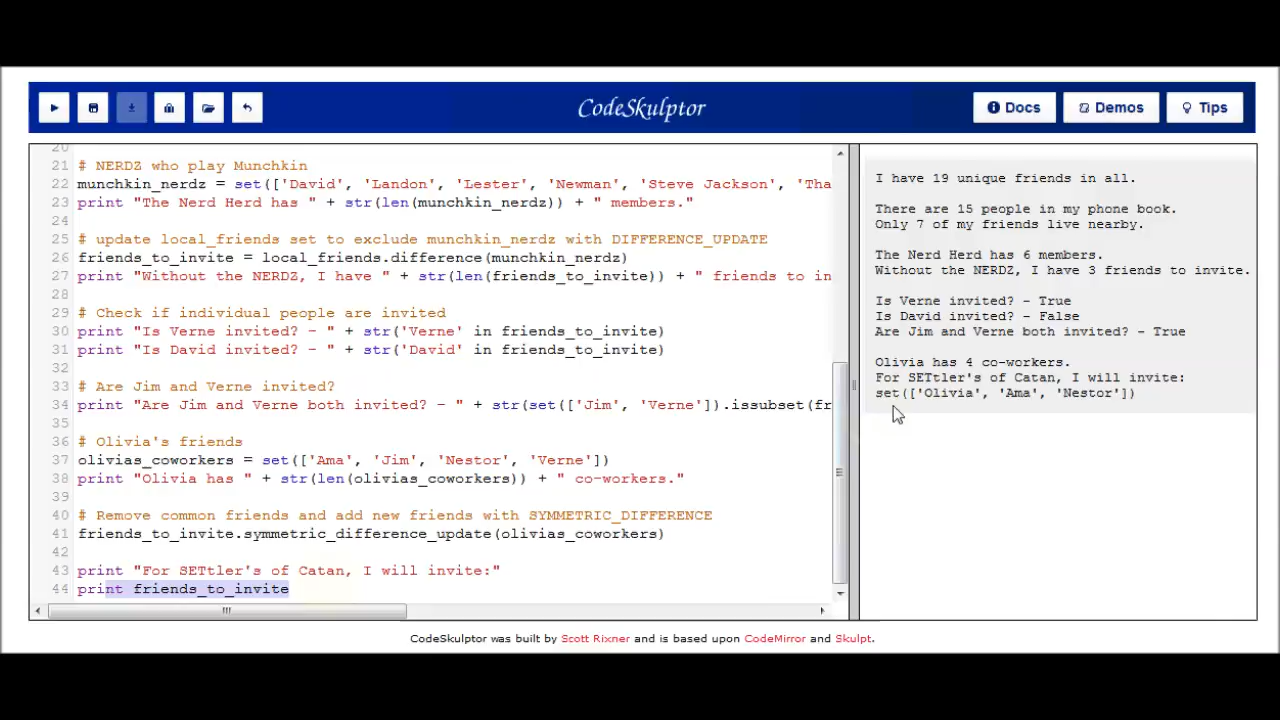 CodeSkulptor
Docs
Demos
Tips
20
21 # NERDZ who play Munchkin
22 munchkin_nerdz = set(['David', 'Landon', 'Lester', 'Newman', 'Steve Jackson', 'Tha
23 print "The Nerd Herd has " + str(len(munchkin_nerdz)) + " members."
24
25 # update local_friends set to exclude munchkin_nerdz with DIFFERENCE_UPDATE
26 friends_to_invite = local_friends.difference(munchkin_nerdz)
27 print "Without the NERDZ, I have " + str(len(friends_to_invite)) + " friends to in
28
29 # Check if individual people are invited
30 print "Is Verne invited? - " + str('Verne' in friends_to_invite)
31 print "Is David invited? - " + str('David' in friends_to_invite)
32
33 # Are Jim and Verne invited?
34 print "Are Jim and Verne both invited? - " + str(set(['Jim', 'Verne']).issubset(fr
35
36 # Olivia's friends
37 olivias_coworkers = set(['Ama', 'Jim', 'Nestor', 'Verne'])
38 print "Olivia has " + str(len(olivias_coworkers)) + " co-workers."
39
40 # Remove common friends and add new friends with SYMMETRIC_DIFFERENCE
41 friends_to_invite.symmetric_difference_update(olivias_coworkers)
42
43 print "For SETtler's of Catan, I will invite:"
44 print friends_to_invite
I have 19 unique friends in all.
There are 15 people in my phone book.
Only 7 of my friends live nearby.
The Nerd Herd has 6 members.
Without the NERDZ, I have 3 friends to invite.
Is Verne invited? - True
Is David invited? - False
Are Jim and Verne both invited? - True
Olivia has 4 co-workers.
For SETtler's of Catan, I will invite:
set(['Olivia', 'Ama', 'Nestor'])
CodeSkulptor was built by Scott Rixner and is based upon CodeMirror and Skulpt.